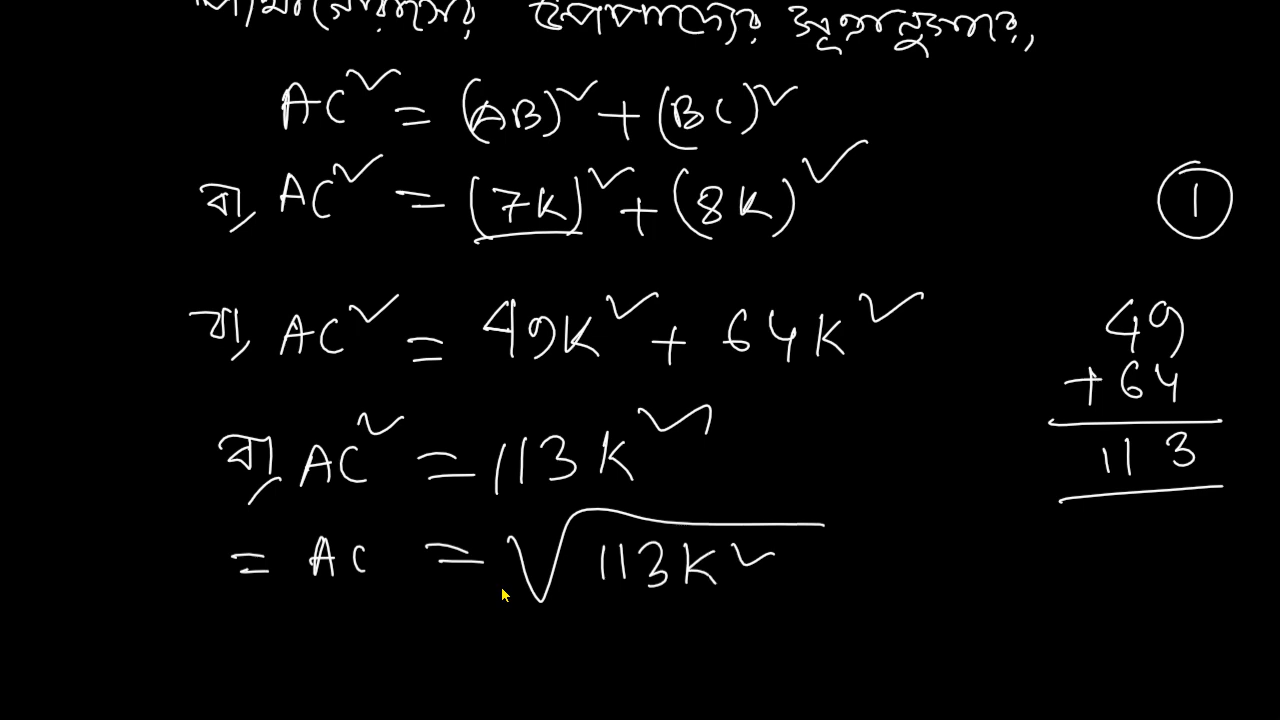 পীথাগোরাসের উপপাদ্যের সূত্রানুসারে,
AC² = (AB)² + (BC)²
বা, AC² = (7K)² + (8K)²
1
বা, AC² = 49K² + 64K²
49
+ 64
113
বা, AC² = 113K²
= AC = √113K²